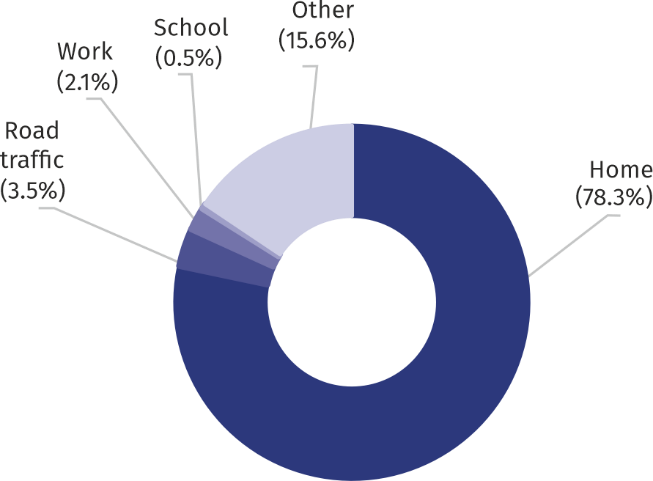 Other
(15.6%)
School
(0.5%)
Work
(2.1%)
Road
traffic
(3.5%)
Home
(78.3%)